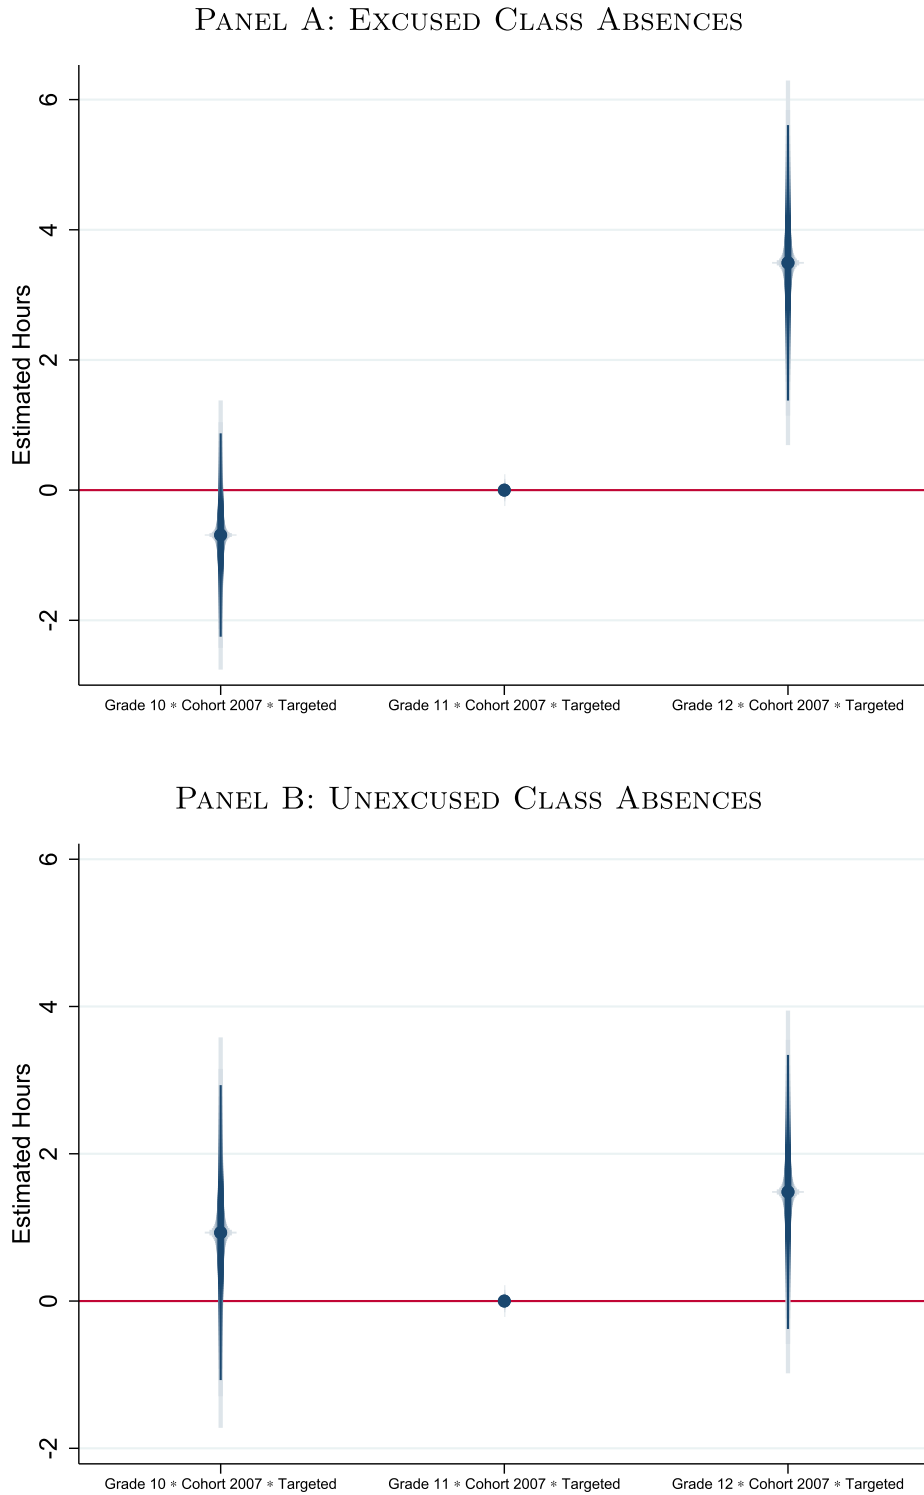 PANEL A: EXCUSED CLASS ABSENCES
Estimated Hours
6
4
2
0
-2
Grade 10 * Cohort 2007 * Targeted
Grade 11 * Cohort 2007 * Targeted
Grade 12 * Cohort 2007 * Targeted
PANEL B: UNEXCUSED CLASS ABSENCES
Estimated Hours
6
4
2
0
-2
Grade 10 * Cohort 2007 * Targeted
Grade 11 * Cohort 2007 * Targeted
Grade 12 * Cohort 2007 * Targeted